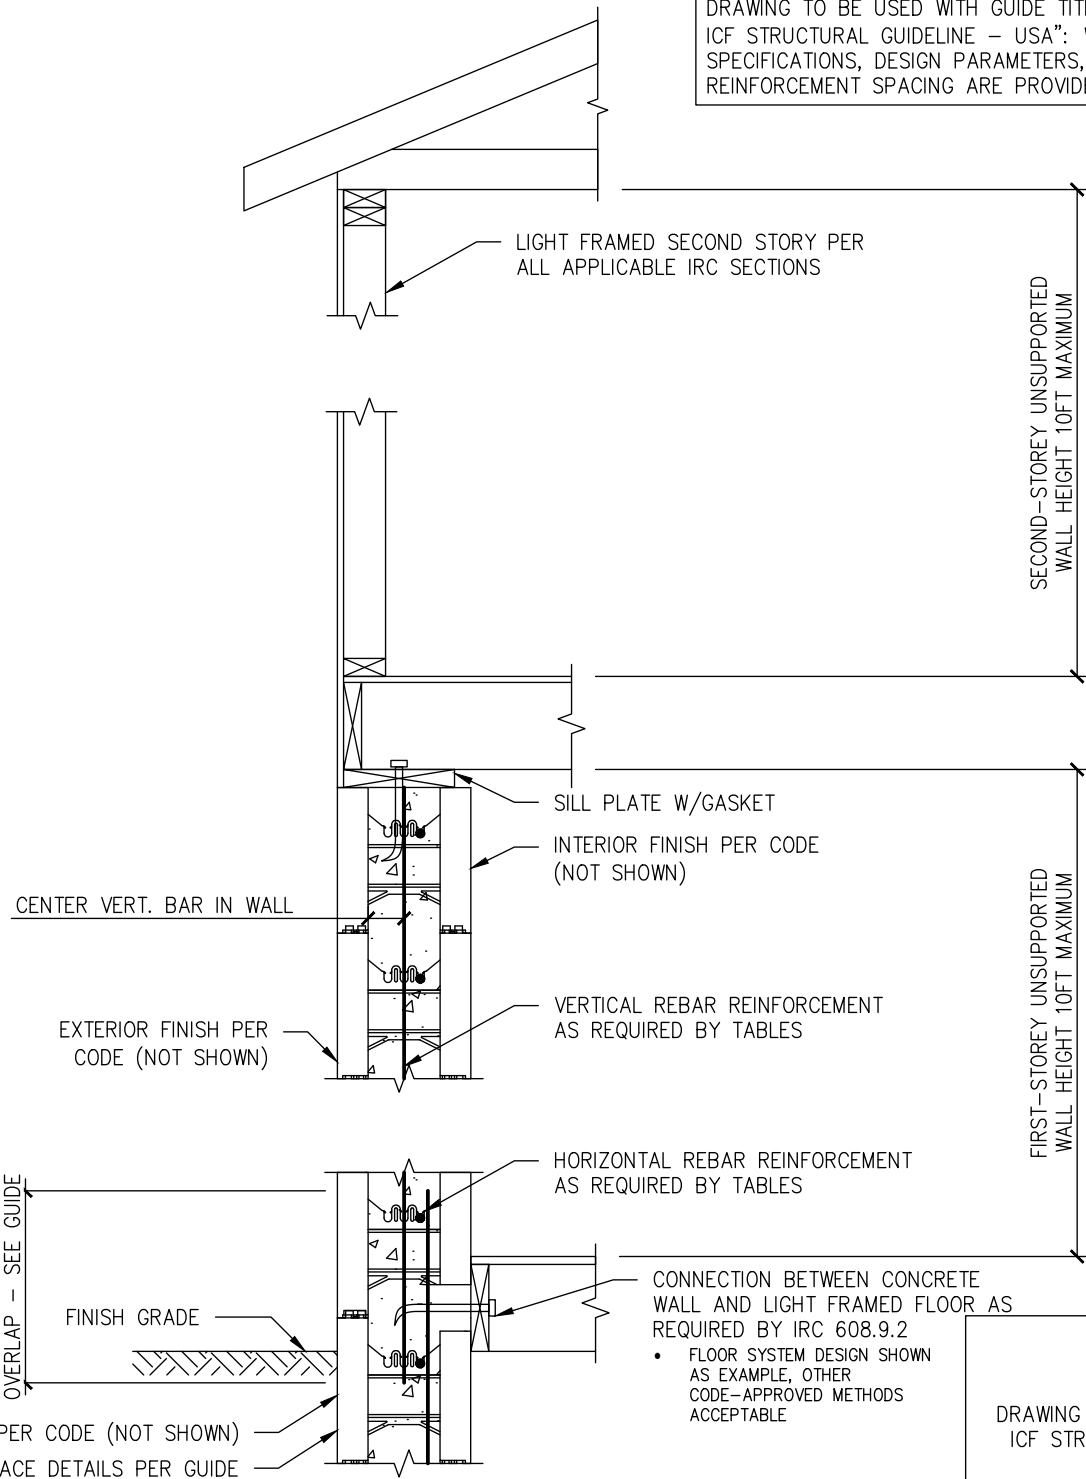 DRAWING TO BE USED WITH GUIDE
ICF STRUCTURAL GUIDELINE – USA":
SPECIFICATIONS, DESIGN PARAMETERS,
REINFORCEMENT SPACING ARE
LIGHT FRAMED SECOND STORY PER
ALL APPLICABLE IRC SECTIONS
SECOND–STOREY UNSUPPORTED
WALL HEIGHT 10FT MAXIMUM
SILL PLATE W/GASKET
INTERIOR FINISH PER CODE
(NOT SHOWN)
CENTER VERT. BAR IN WALL
VERTICAL REBAR REINFORCEMENT
AS REQUIRED BY TABLES
EXTERIOR FINISH PER
CODE (NOT SHOWN)
FIRST–STOREY UNSUPPORTED
WALL HEIGHT 10FT MAXIMUM
HORIZONTAL REBAR REINFORCEMENT
AS REQUIRED BY TABLES
OVERLAP – SEE GUIDE
FINISH GRADE
CONNECTION BETWEEN CONCRETE
WALL AND LIGHT FRAMED FLOOR AS
REQUIRED BY IRC 608.9.2
• FLOOR SYSTEM DESIGN SHOWN
AS EXAMPLE, OTHER
CODE–APPROVED METHODS
ACCEPTABLE
PER CODE (NOT SHOWN)
DETAILS PER GUIDE
DRAWING
ICF